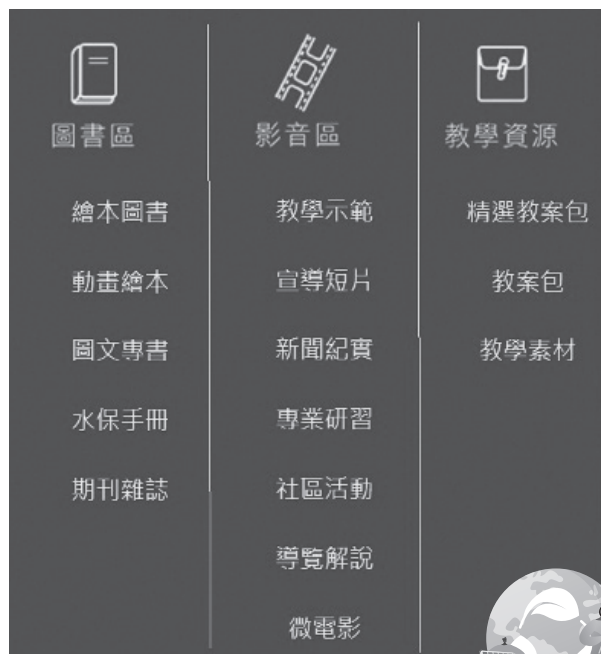 圖書區
繪本圖書
動畫繪本
圖文專書
水保手冊
期刊雜誌
影音區
教學示範
宣導短片
新聞紀實
專業研習
社區活動
導覽解說
微電影
教學資源
精選教案包
教案包
教學素材